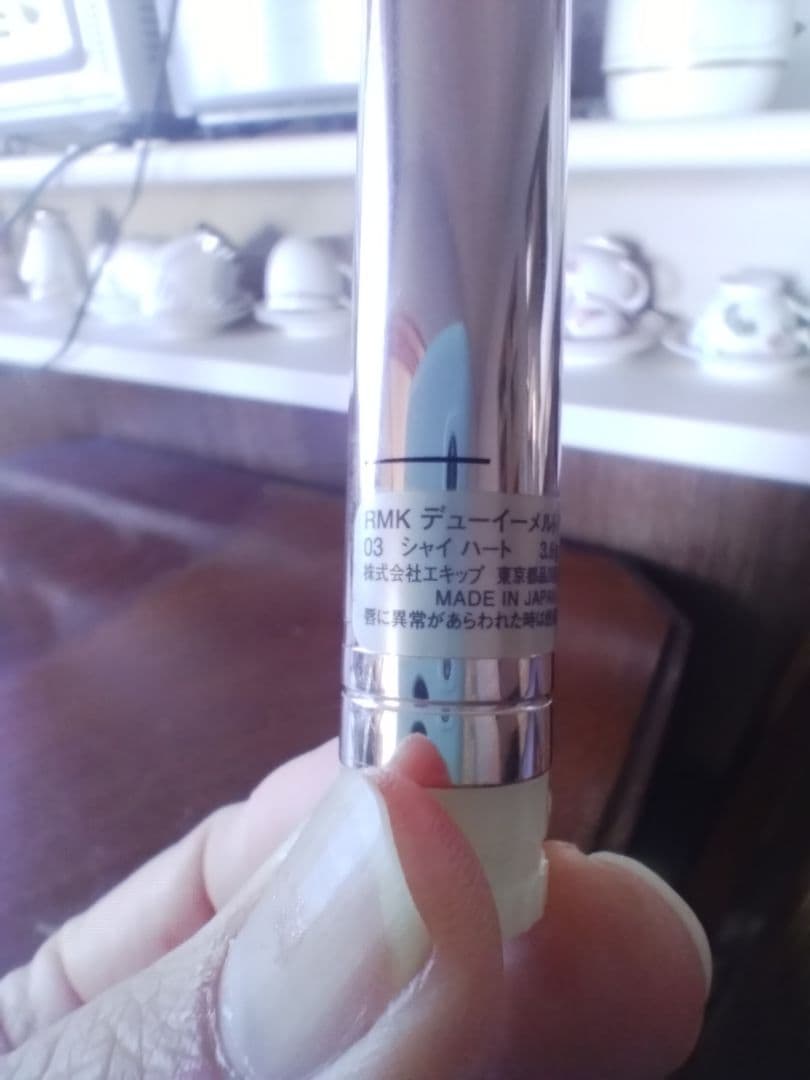 RMK デューイーメル
03 シャイ ハート 3.
株式会社エキップ 東京都品
MADE IN JAPAN
唇に異常があらわれた時は